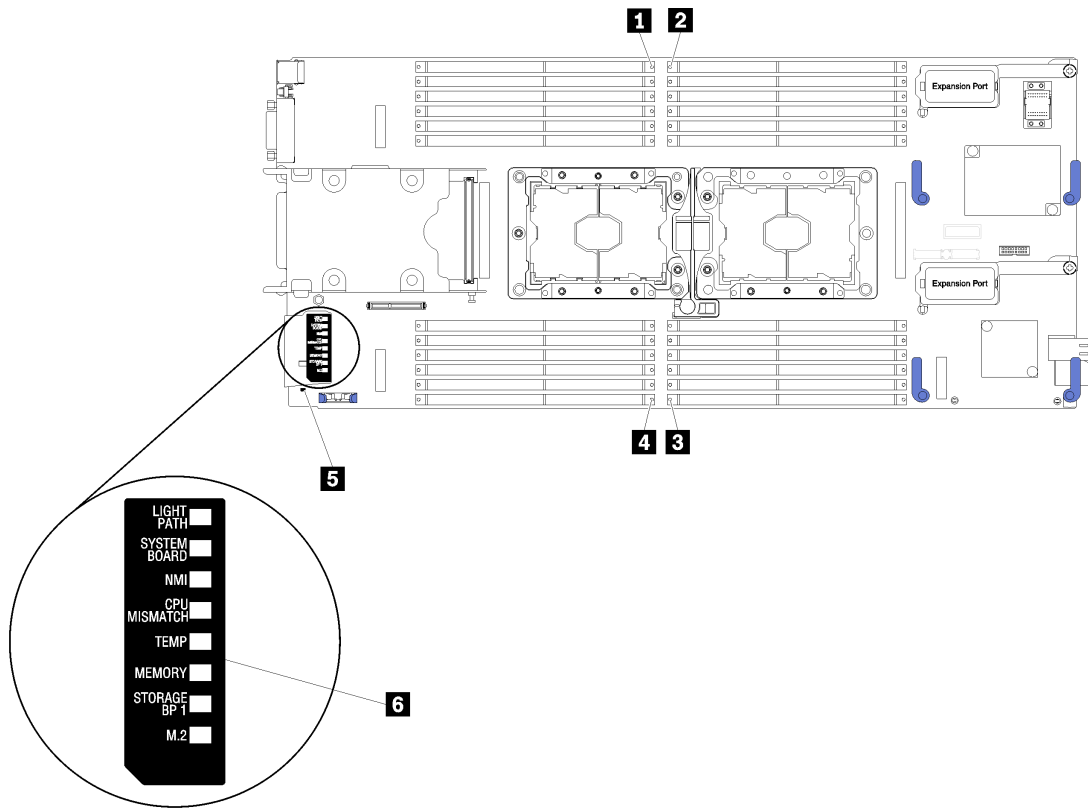 1
2
Expansion Port
Expansion Port
4
3
5
LIGHT
PATH
SYSTEM
BOARD
NMI
CPU
MISMATCH
TEMP
MEMORY
STORAGE
BP 1
M.2
6